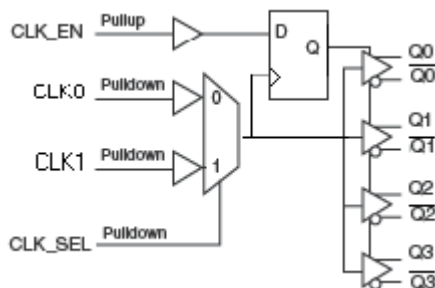 CLK_EN Pullup
D Q
CLK0 Pulldown 0
CLK1 Pulldown 1
CLK_SEL Pulldown
Q0
Q0
Q1
Q1
Q2
Q2
Q3
Q3